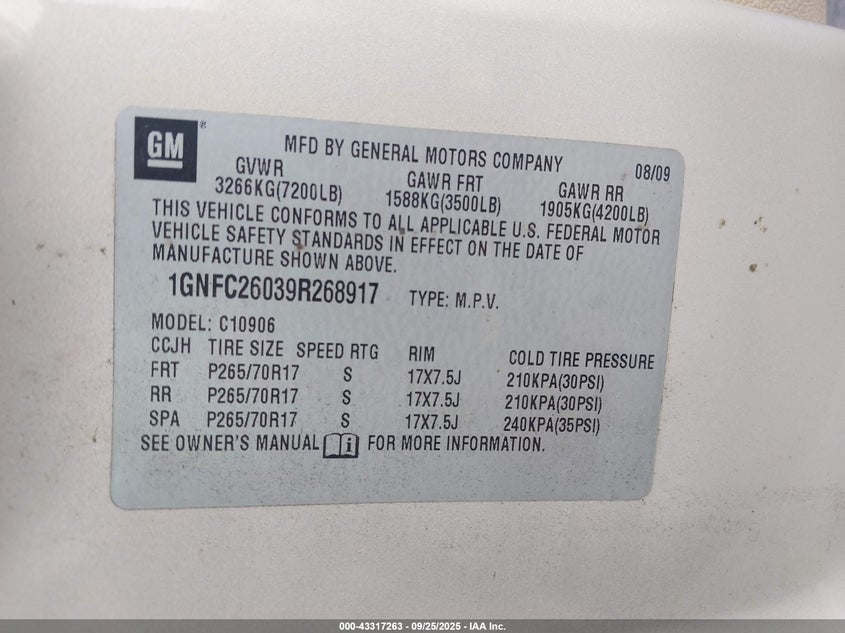 GM®
MFD BY GENERAL MOTORS COMPANY 08/09
GVWR GAWR FRT GAWR RR
3266KG(7200LB) 1588KG(3500LB) 1905KG(4200LB)
THIS VEHICLE CONFORMS TO ALL APPLICABLE U.S. FEDERAL MOTOR
VEHICLE SAFETY STANDARDS IN EFFECT ON THE DATE OF
MANUFACTURE SHOWN ABOVE.
1GNFC26039R268917 TYPE: M.P.V.
MODEL: C10906
CCJH TIRE SIZE SPEED RTG RIM COLD TIRE PRESSURE
FRT P265/70R17 S 17X7.5J 210KPA(30PSI)
RR P265/70R17 S 17X7.5J 210KPA(30PSI)
SPA P265/70R17 S 17X7.5J 240KPA(35PSI)
SEE OWNER'S MANUAL i FOR MORE INFORMATION.
000-43317263 - 09/25/2025 - IAA Inc.